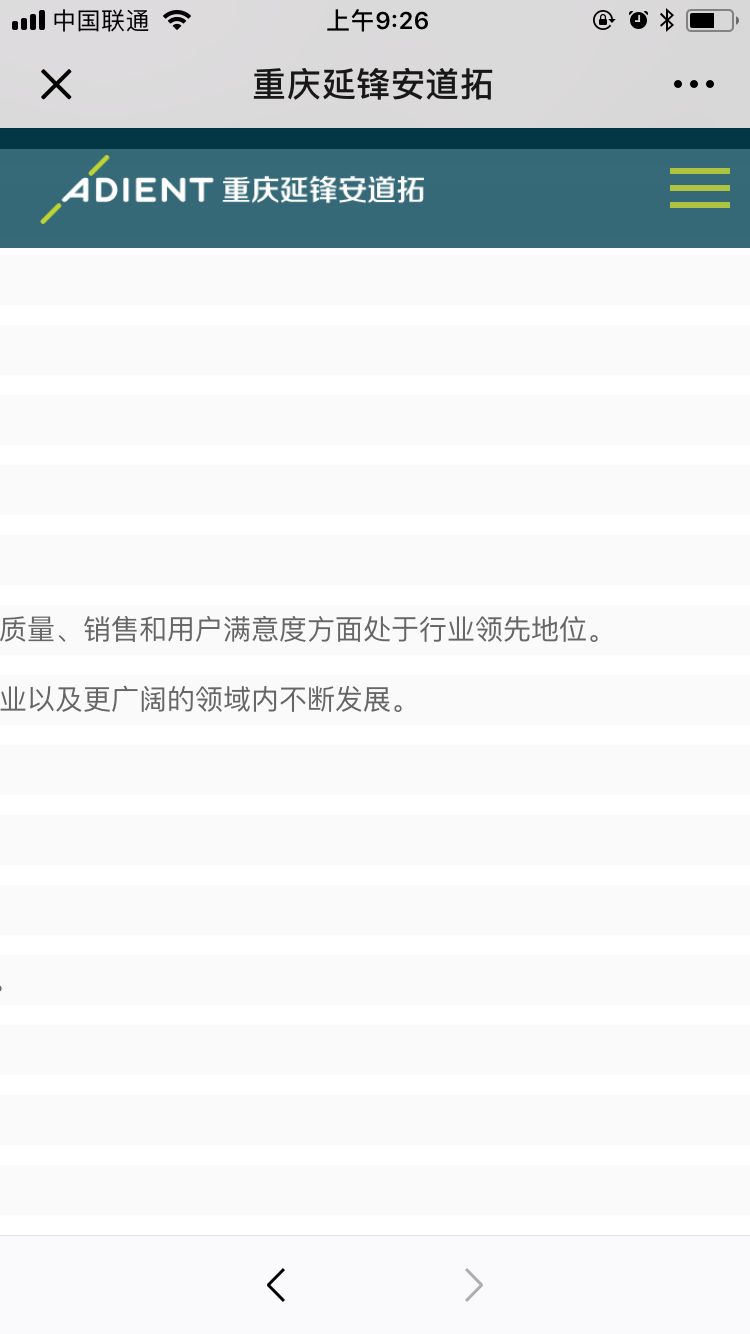 中国联通
上午9:26
重庆延锋安道拓
ADIENT 重庆延锋安道拓
质量、销售和用户满意度方面处于行业领先地位。
业以及更广阔的领域内不断发展。
。